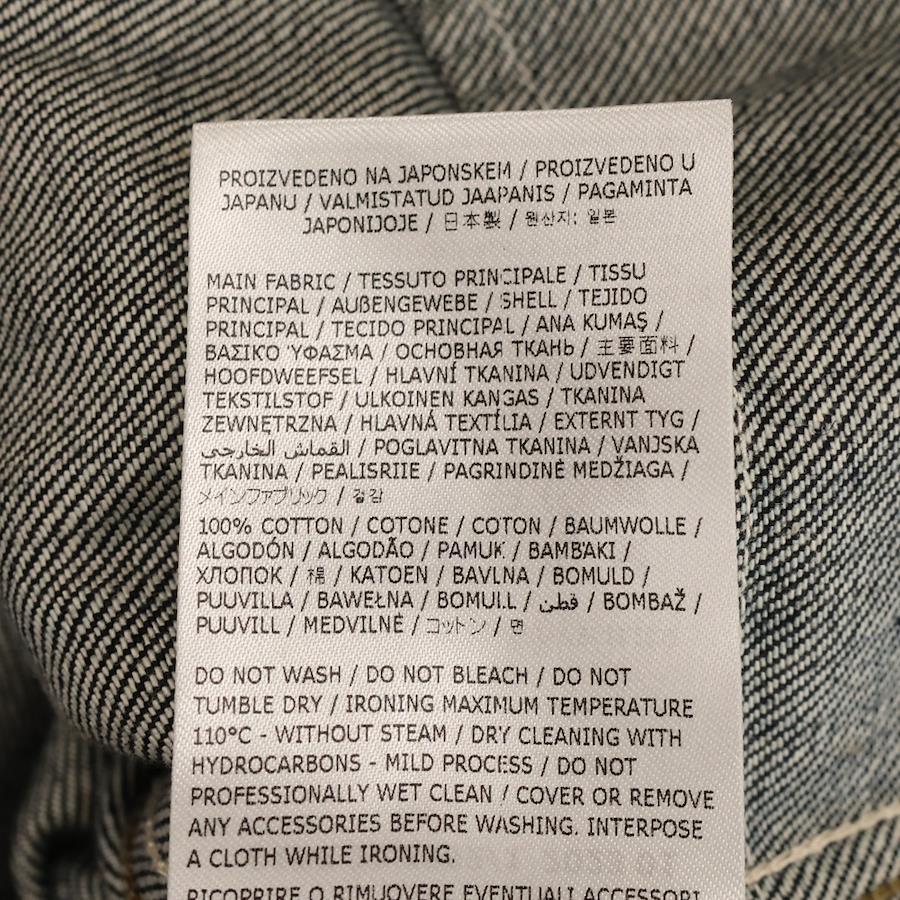 PROIZVEDENO NA JAPONSKEM / PROIZVEDENO U
JAPANU / VALMISTATUD JAAPANIS / PAGAMINTA
JAPONIJOJE / 日本製 / 원산지: 일본
MAIN FABRIC / TESSUTO PRINCIPALE / TISSU
PRINCIPAL / AUßENGEWEBE / SHELL / TEJIDO
PRINCIPAL / TECIDO PRINCIPAL / ANA KUMAŞ /
ΒΑΣΙΚΌ ΎΦΑΣΜΑ / ОСНОВНАЯ ТКАНЬ / 主要面料 /
HOOFDWEEFSEL / HLAVNÍ TKANINA / UDVENDIGT
TEKSTILSTOF / ULKOINEN KANGAS / TKANINA
ZEWNĘTRZNA / HLAVNÁ TEXTÍLIA / EXTERNT TYG /
القماش الخارجي / POGLAVITNA TKANINA / VANJSKA
TKANINA / PEALISRIIE / PAGRINDINĖ MEDŽIAGA /
メインファブリック / 겉감
100% COTTON / COTONE / COTON / BAUMWOLLE /
ALGODÓN / ALGODÃO / PAMUK / ΒΑΜΒΆΚΙ /
ХЛОПОК / 棉 / KATOEN / BAVLNA / BOMULD /
PUUVILLA / BAWEŁNA / BOMULL / قطن / BOMBAŽ /
PUUVILL / MEDVILNĖ / コットン / 면
DO NOT WASH / DO NOT BLEACH / DO NOT
TUMBLE DRY / IRONING MAXIMUM TEMPERATURE
110°C - WITHOUT STEAM / DRY CLEANING WITH
HYDROCARBONS - MILD PROCESS / DO NOT
PROFESSIONALLY WET CLEAN / COVER OR REMOVE
ANY ACCESSORIES BEFORE WASHING. INTERPOSE
A CLOTH WHILE IRONING.
RICOPRIRE O RIMUOVERE EVENTUALI ACCESSORI